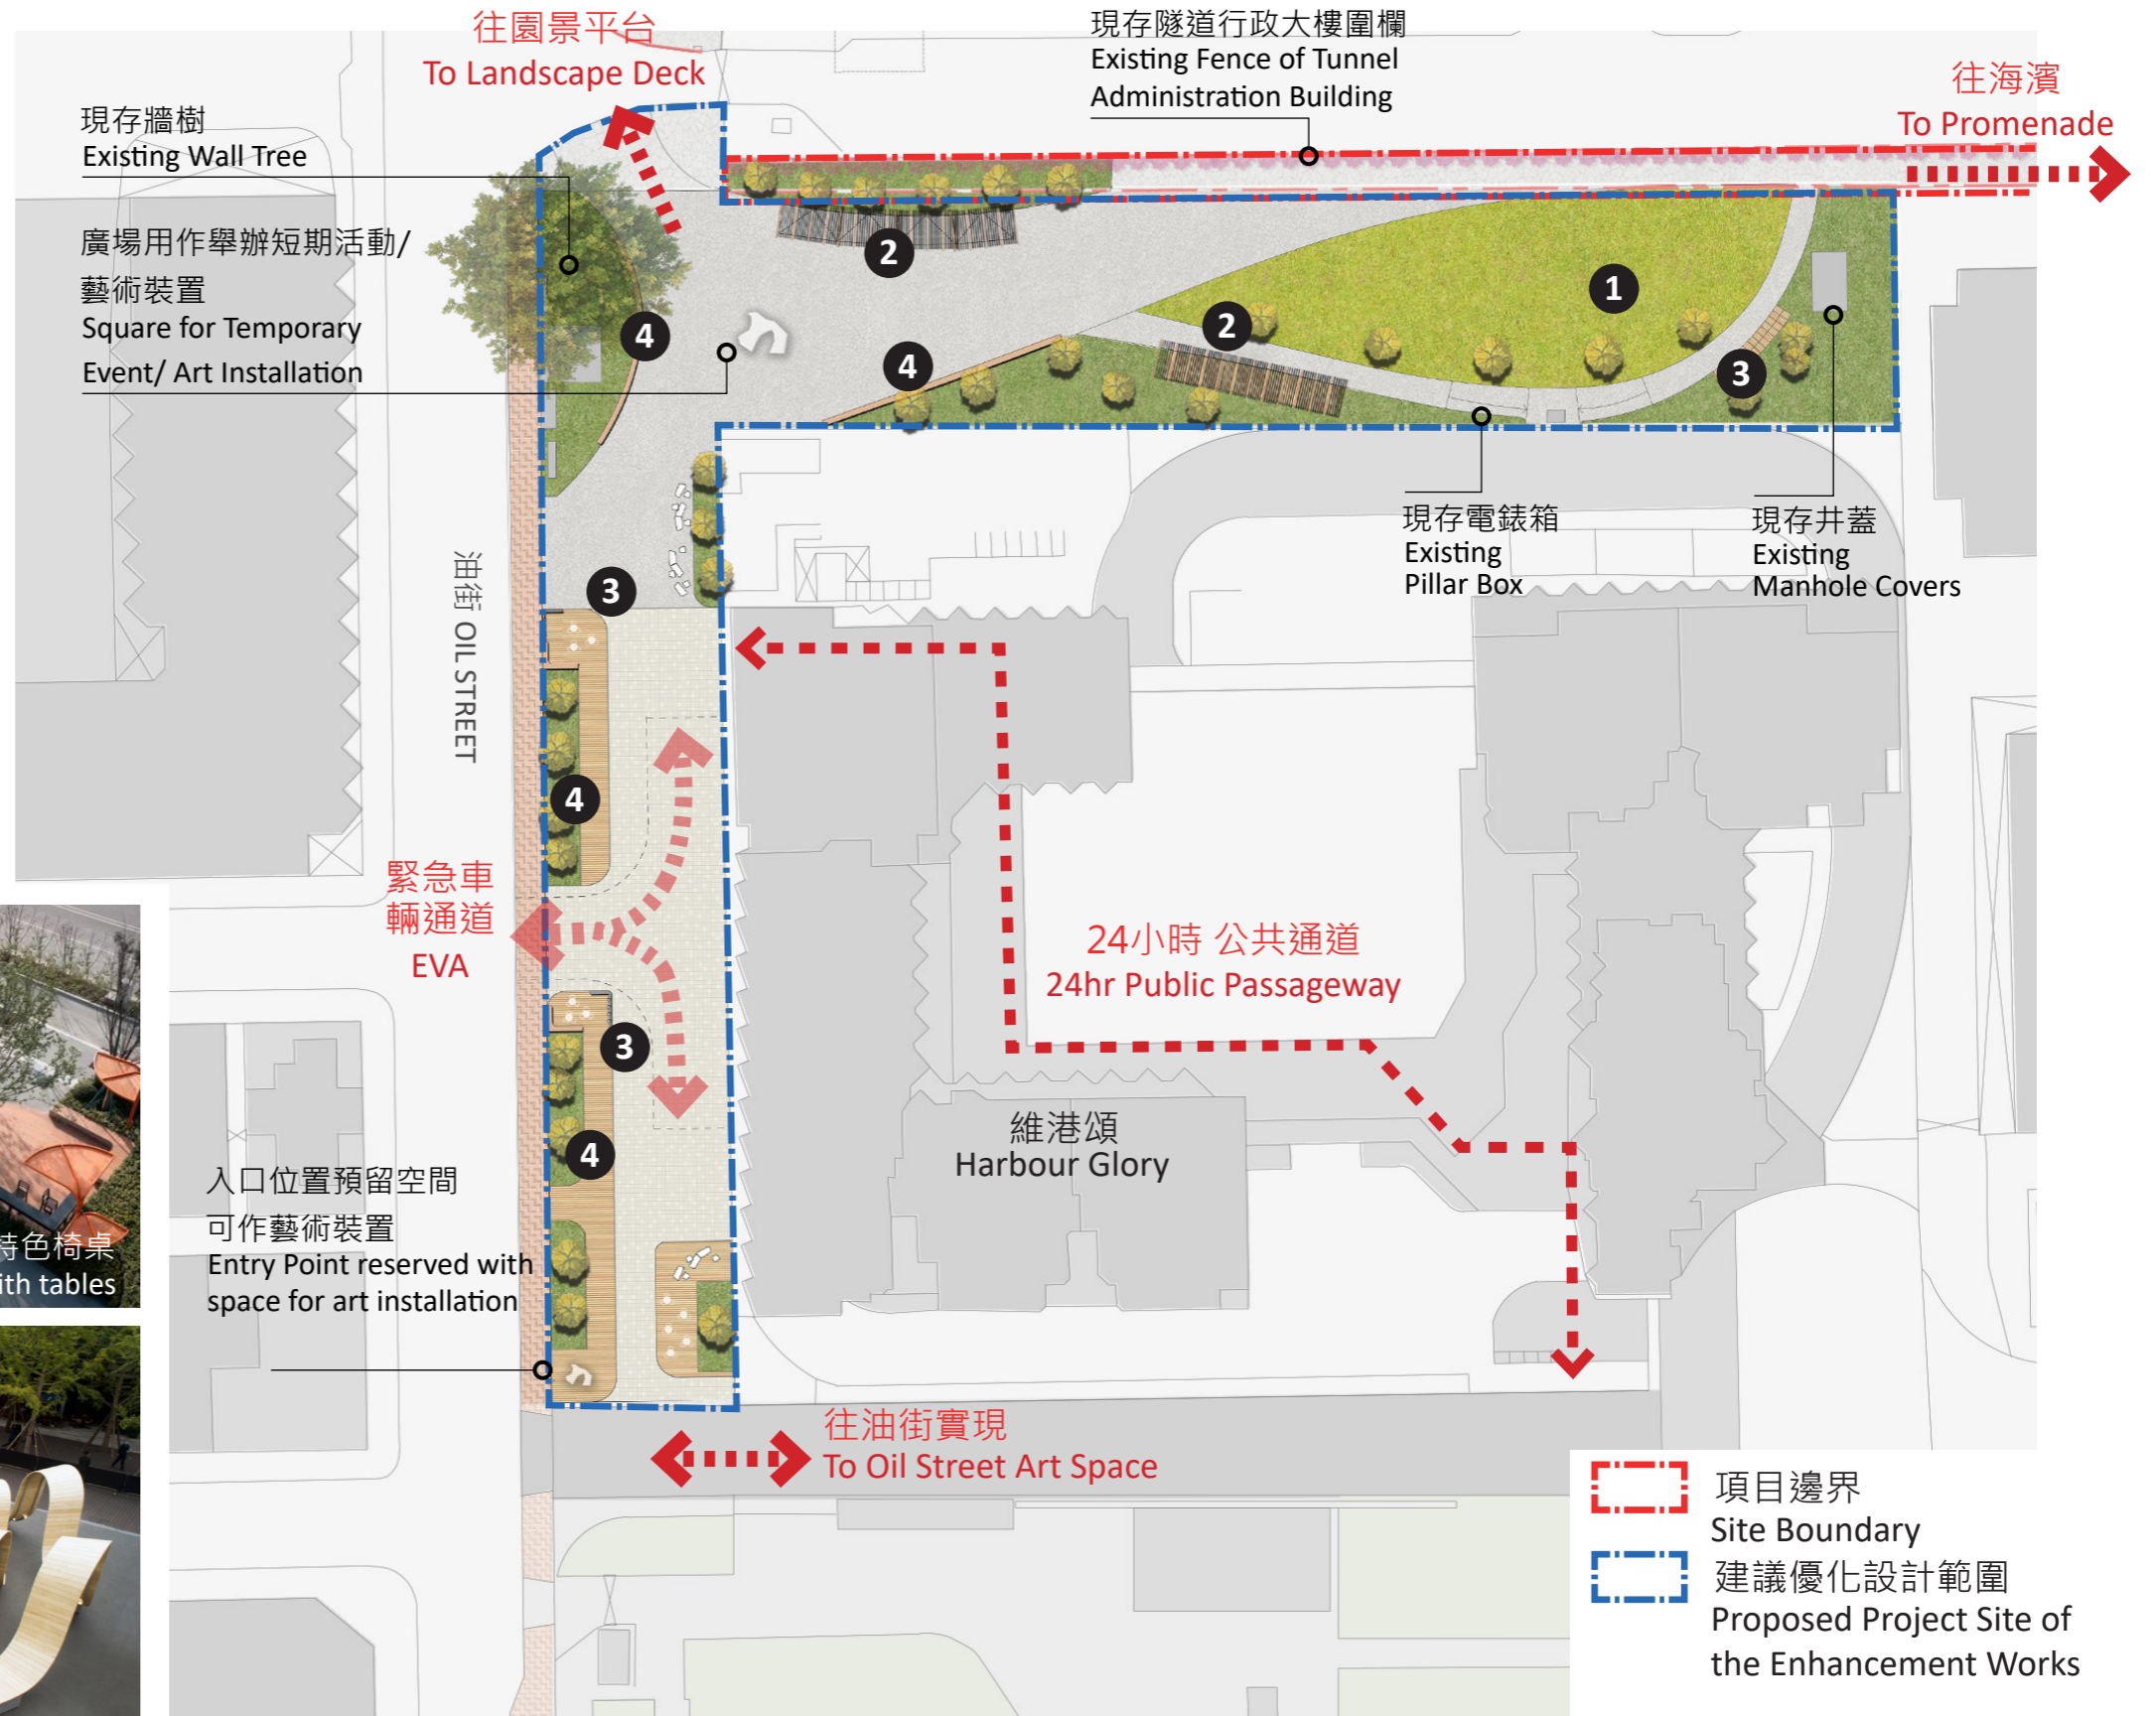 往園景平台
To Landscape Deck
現存隧道行政大樓圍欄
Existing Fence of Tunnel
Administration Building
往海濱
To Promenade
現存牆樹
Existing Wall Tree
廣場用作舉辦短期活動/
藝術裝置
Square for Temporary
Event/ Art Installation
2
1
4
2
4
3
現存電錶箱
Existing
Pillar Box
現存井蓋
Existing
Manhole Covers
油街 OIL STREET
3
4
緊急車
輛通道
EVA
24小時 公共通道
24hr Public Passageway
3
4
維港頌
Harbour Glory
入口位置預留空間
可作藝術裝置
Entry Point reserved with
space for art installation
特色椅桌
ith tables
往油街實現
To Oil Street Art Space
項目邊界
Site Boundary
建議優化設計範圍
Proposed Project Site of
the Enhancement Works